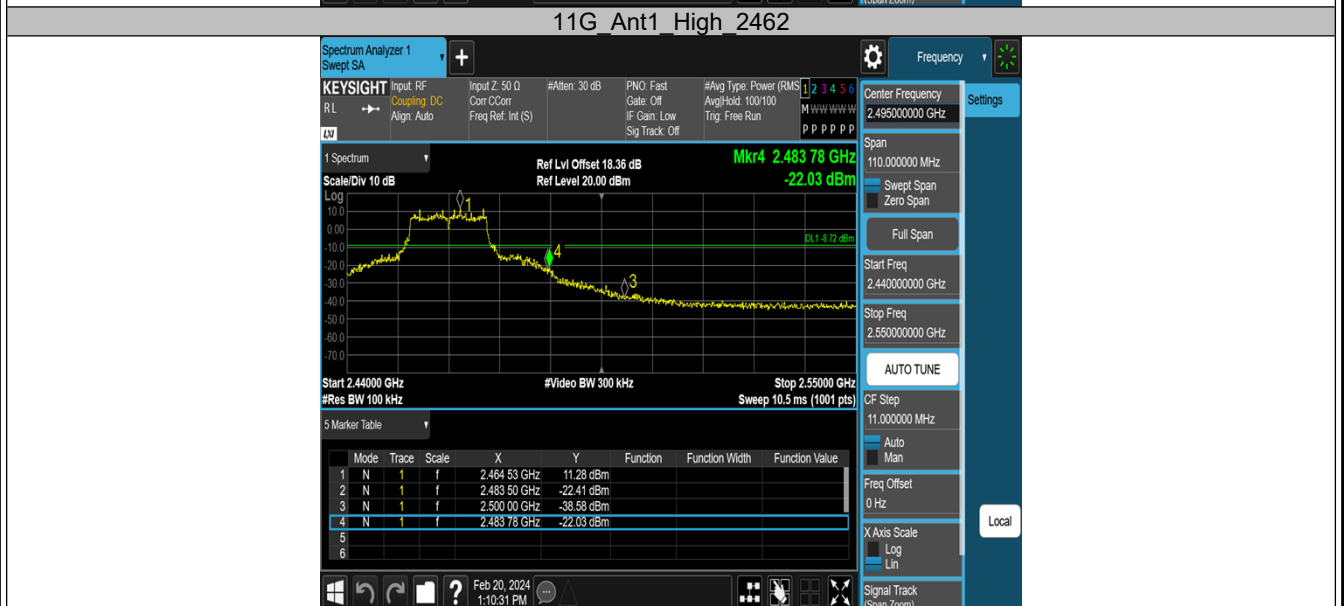 (Span Zoom)
11G_Ant1_High_2462
Spectrum Analyzer 1
Swept SA
+
Frequency
KEYSIGHT
RL
LXI
Input: RF
Coupling: DC
Align: Auto
Input Z: 50 Ω
Corr CCorr
Freq Ref: Int (S)
#Atten: 30 dB
PNO: Fast
Gate: Off
IF Gain: Low
Sig Track: Off
#Avg Type: Power (RMS
Avg|Hold: 100/100
Trig: Free Run
1 2 3 4 5 6
M W W W W W
P P P P P P
1 Spectrum
Scale/Div 10 dB
Ref Lvl Offset 18.36 dB
Ref Level 20.00 dBm
Mkr4 2.483 78 GHz
-22.03 dBm
Log
10.0
0.00
-10.0
-20.0
-30.0
-40.0
-50.0
-60.0
-70.0
1
4
3
DL1 -8.72 dBm
Start 2.44000 GHz
#Res BW 100 kHz
#Video BW 300 kHz
Stop 2.55000 GHz
Sweep 10.5 ms (1001 pts)
5 Marker Table
Mode Trace Scale X Y Function Function Width Function Value
1 N 1 f 2.464 53 GHz 11.28 dBm
2 N 1 f 2.483 50 GHz -22.41 dBm
3 N 1 f 2.500 00 GHz -38.58 dBm
4 N 1 f 2.483 78 GHz -22.03 dBm
5
6
Feb 20, 2024
1:10:31 PM
?
Center Frequency
2.495000000 GHz
Settings
Span
110.000000 MHz
Swept Span
Zero Span
Full Span
Start Freq
2.440000000 GHz
Stop Freq
2.550000000 GHz
AUTO TUNE
CF Step
11.000000 MHz
Auto
Man
Freq Offset
0 Hz
X Axis Scale
Log
Lin
Local
Signal Track
(Span Zoom)